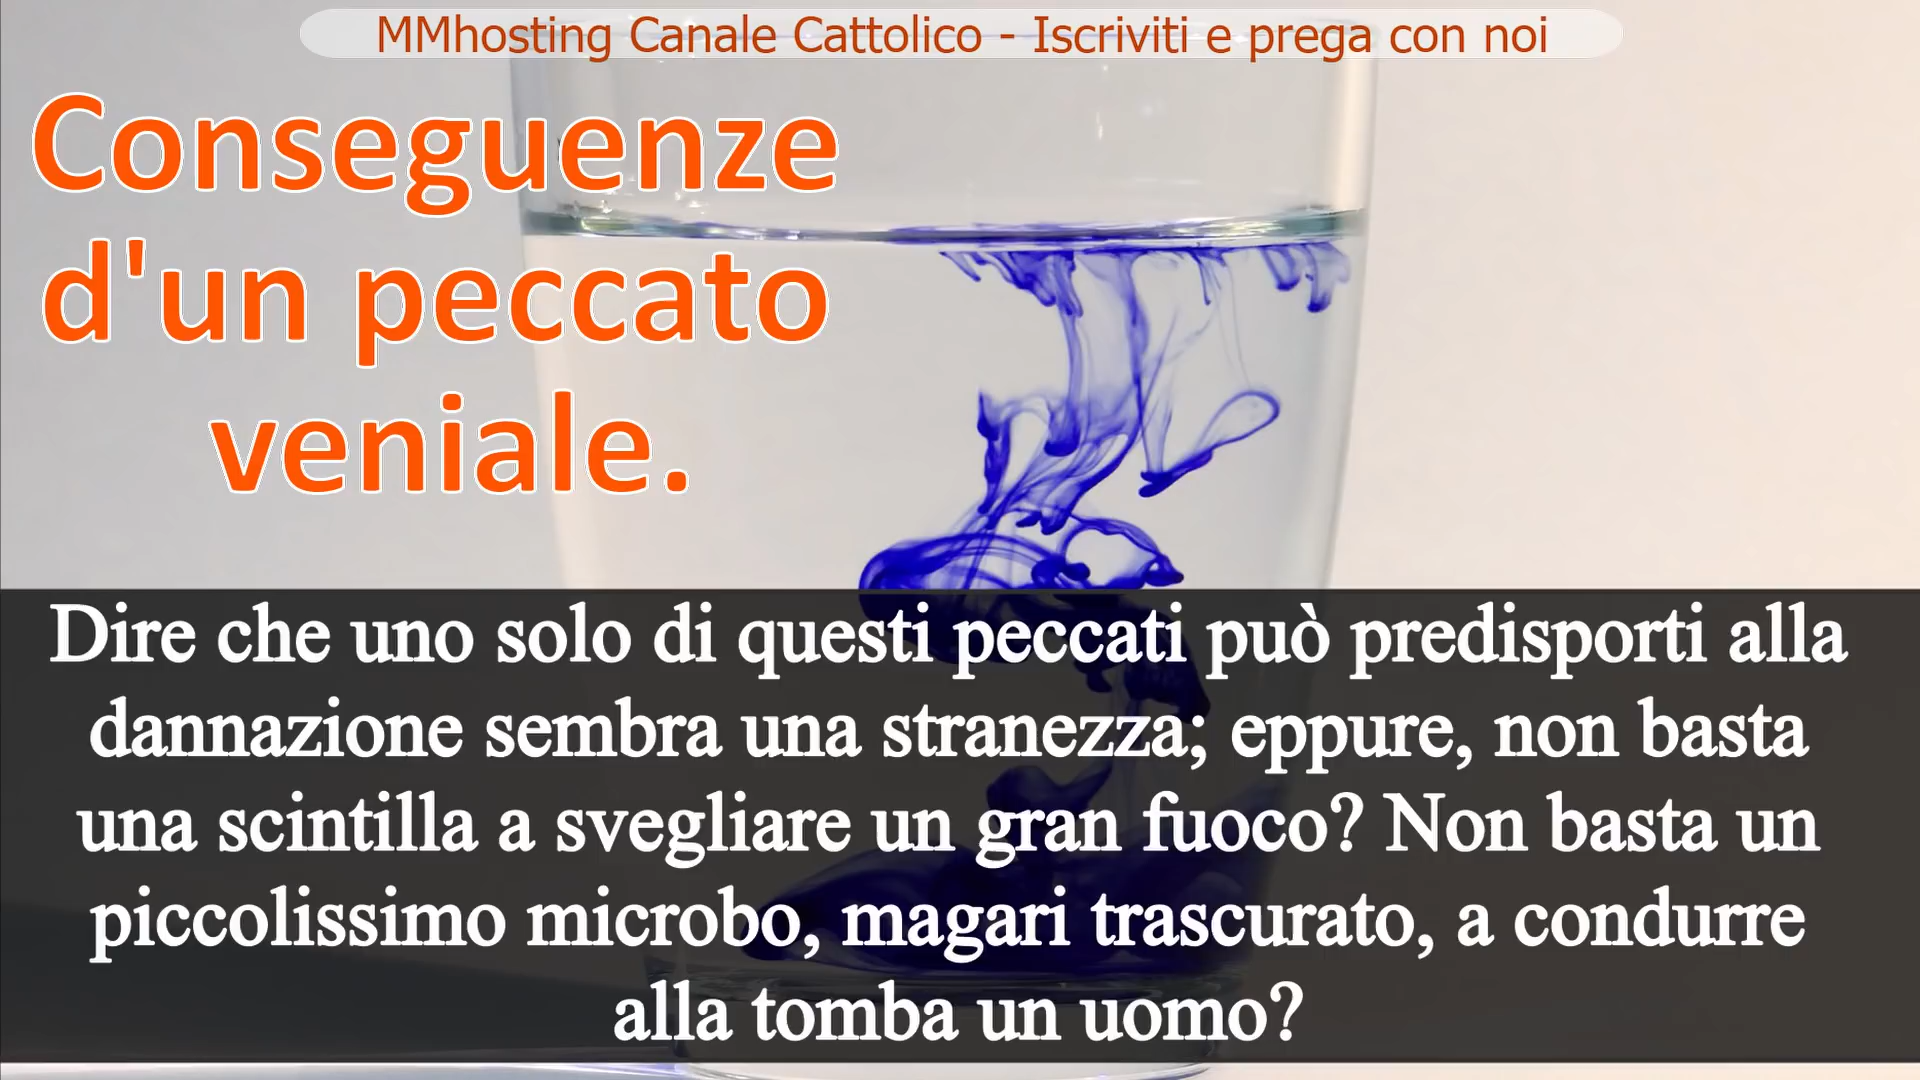 MMhosting Canale Cattolico - Iscriviti e prega con noi
Conseguenze
d'un peccato
veniale.
Dire che uno solo di questi peccati può predisporti alla
dannazione sembra una stranezza; eppure, non basta
una scintilla a svegliare un gran fuoco? Non basta un
piccolissimo microbo, magari trascurato, a condurre
alla tomba un uomo?